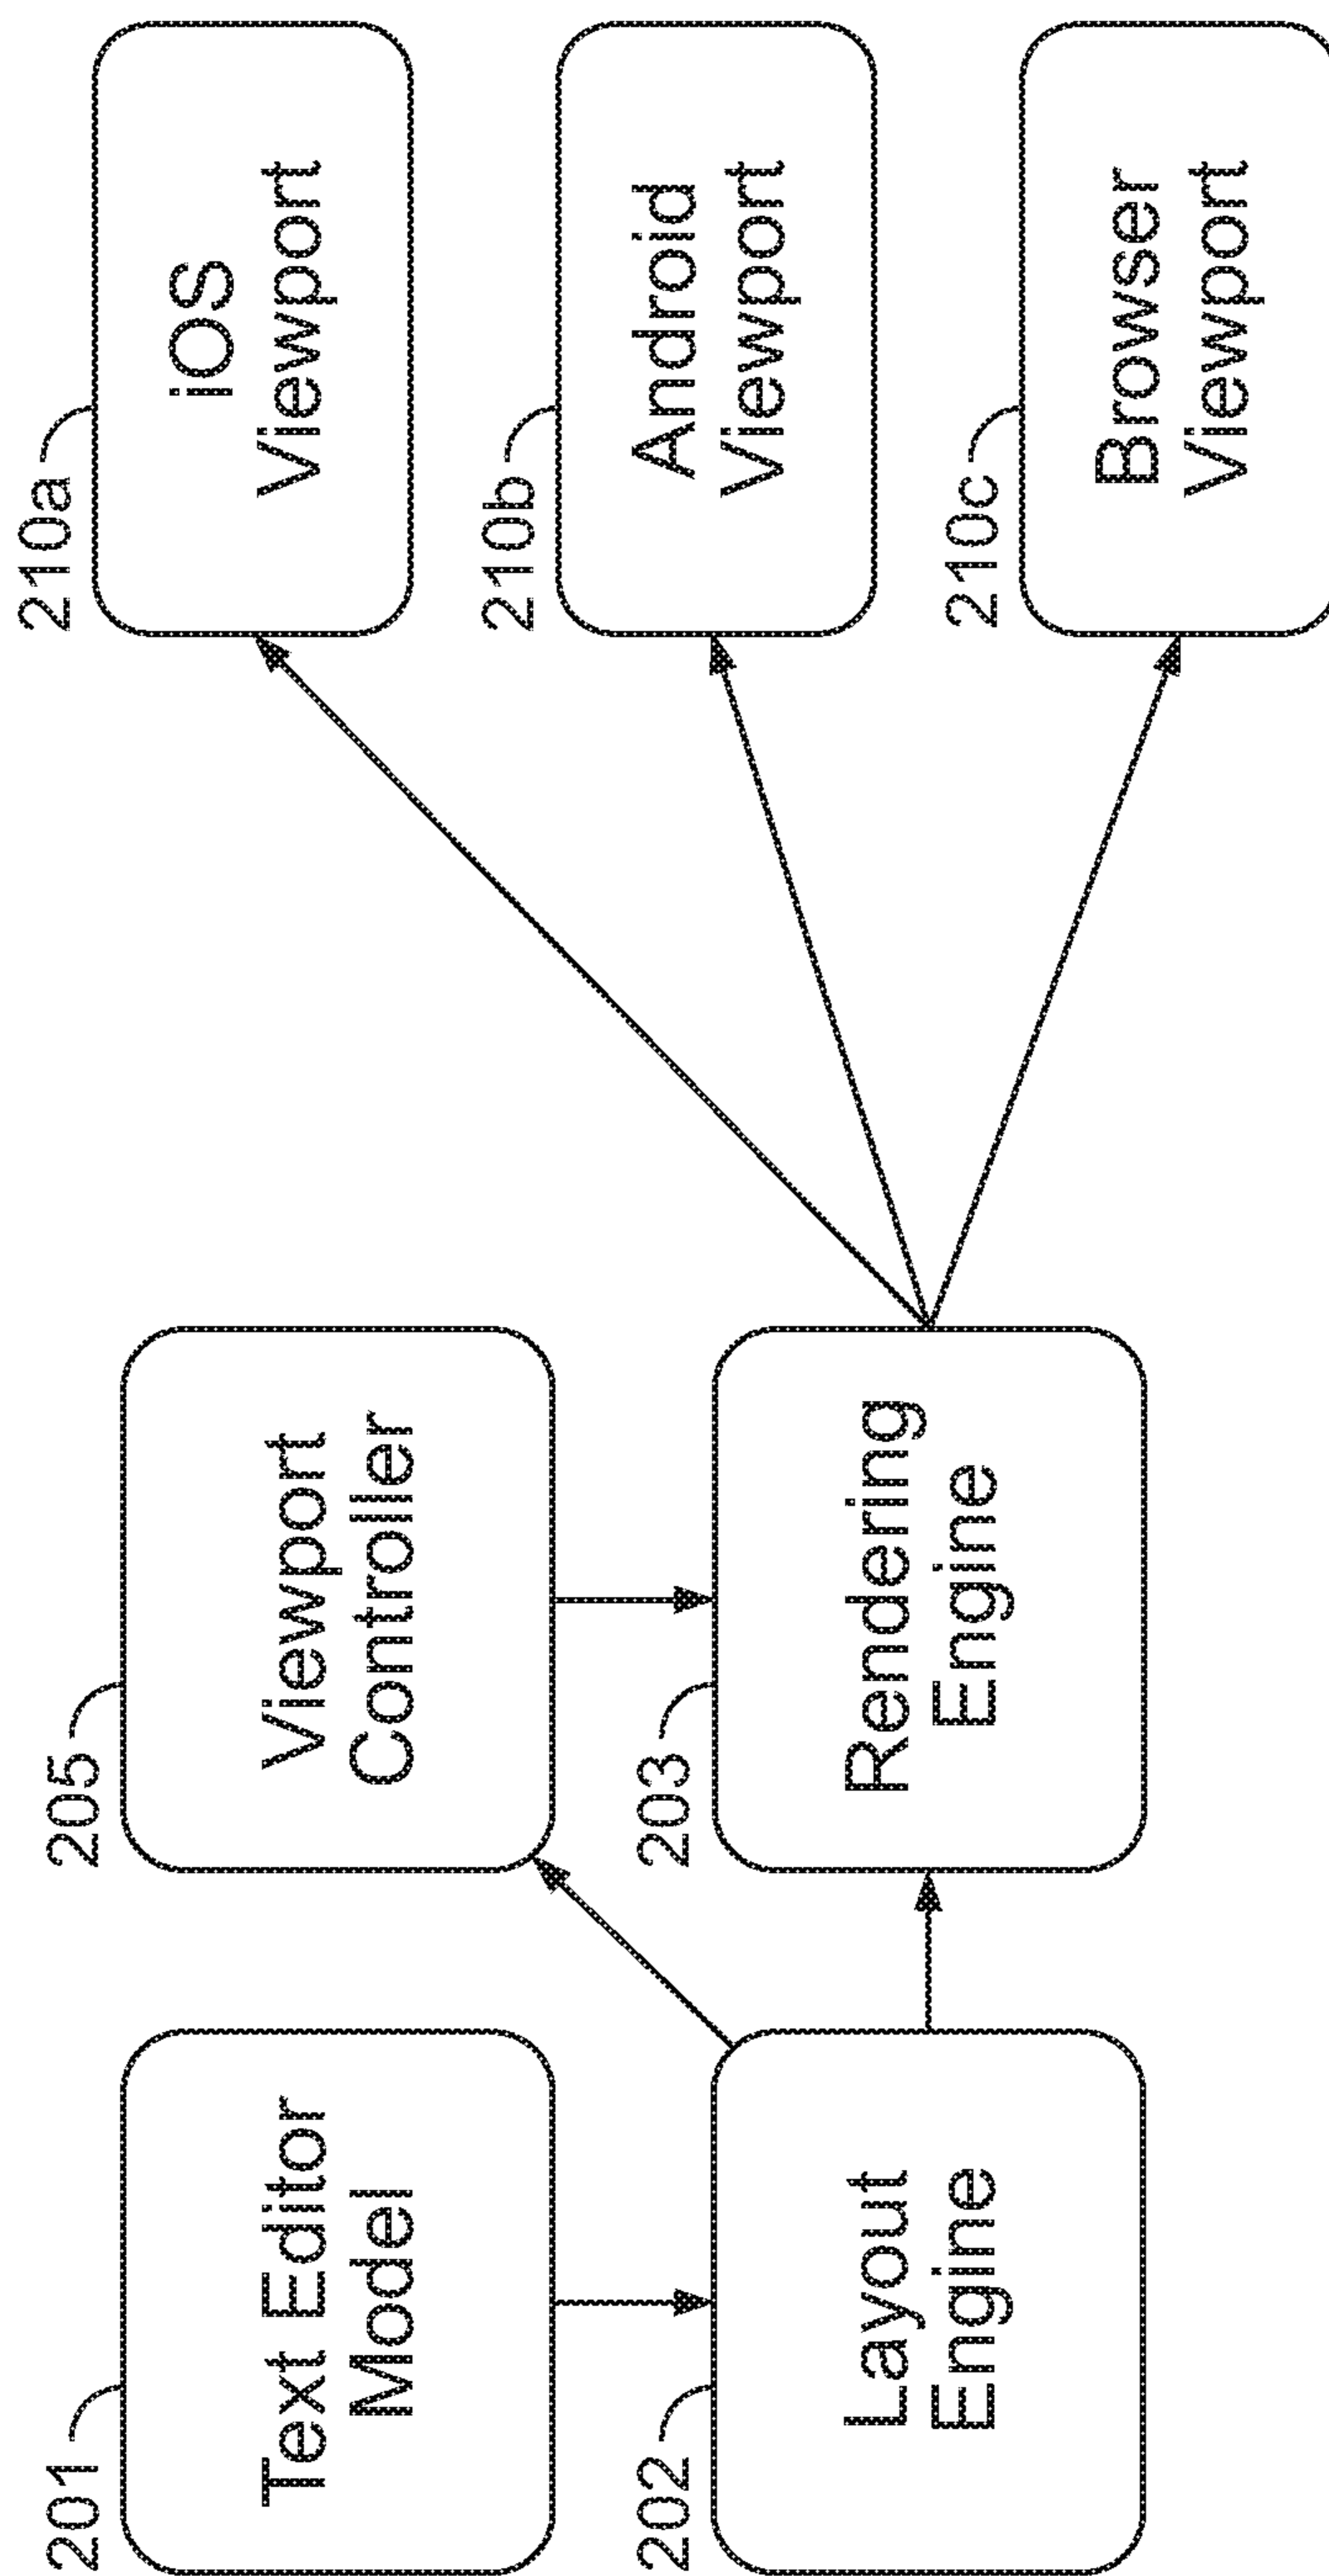 201
Text Editor
Model
205
Viewport
Controller
210a
iOS
Viewport
202
Layout
Engine
203
Rendering
Engine
210b
Android
Viewport
210c
Browser
Viewport